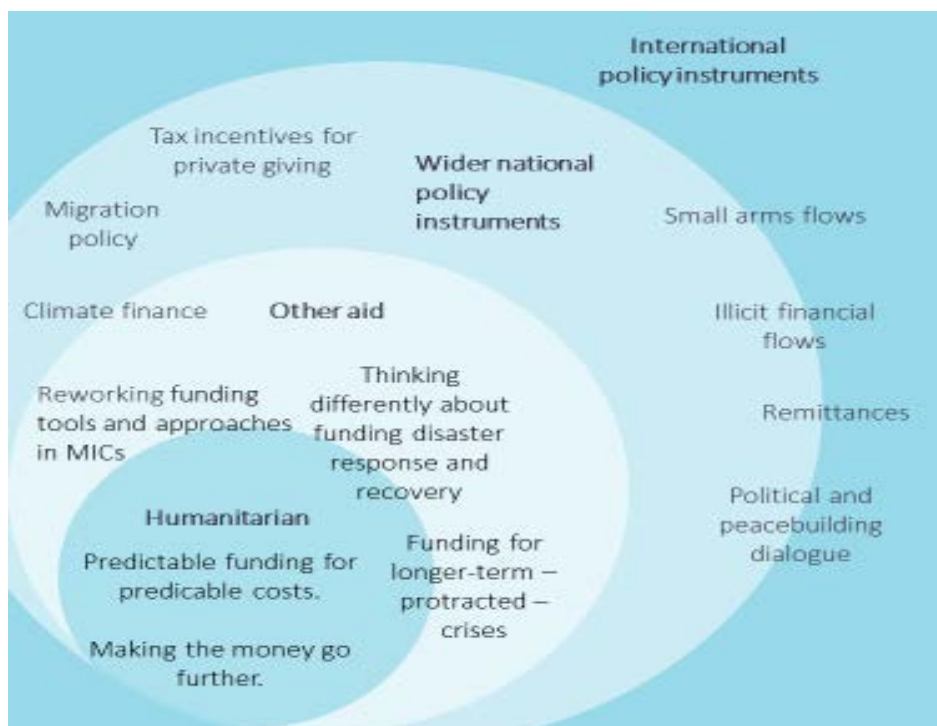 International
policy instruments
Tax incentives for
private giving
Wider national
policy
instruments
Migration
policy
Small arms flows
Climate finance
Other aid
Illicit financial
flows
Reworking funding
tools and approaches
in MICs
Thinking
differently about
funding disaster
response and
recovery
Remittances
Political and
peacebuilding
dialogue
Humanitarian
Predictable funding for
predicable costs.
Funding for
longer-term –
protracted –
crises
Making the money go
further.